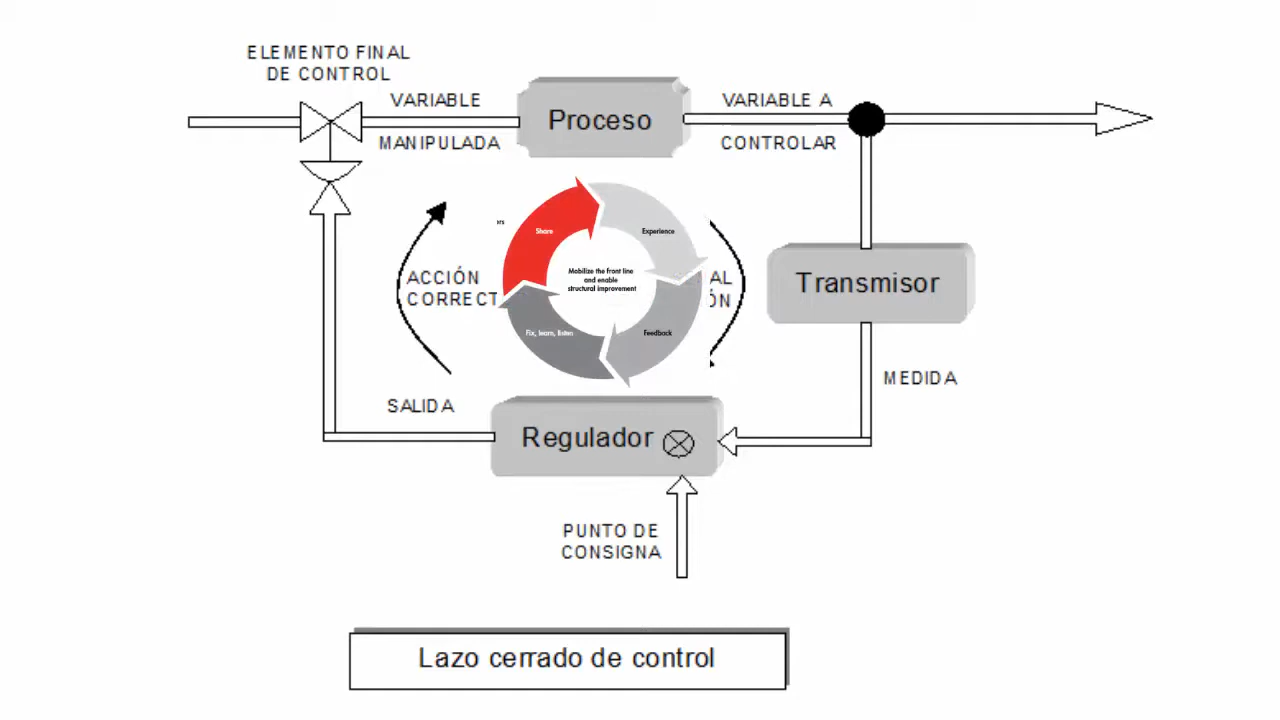 ELEMENTO FINAL
DE CONTROL
VARIABLE
MANIPULADA
Proceso
VARIABLE A
CONTROLAR
Share
Experience
Mobilize the front line
and enable
structural improvement
Fix, learn, listen
Feedback
ACCIÓN
CORRECT
AL
ÓN
Transmisor
MEDIDA
SALIDA
Regulador
PUNTO DE
CONSIGNA
Lazo cerrado de control